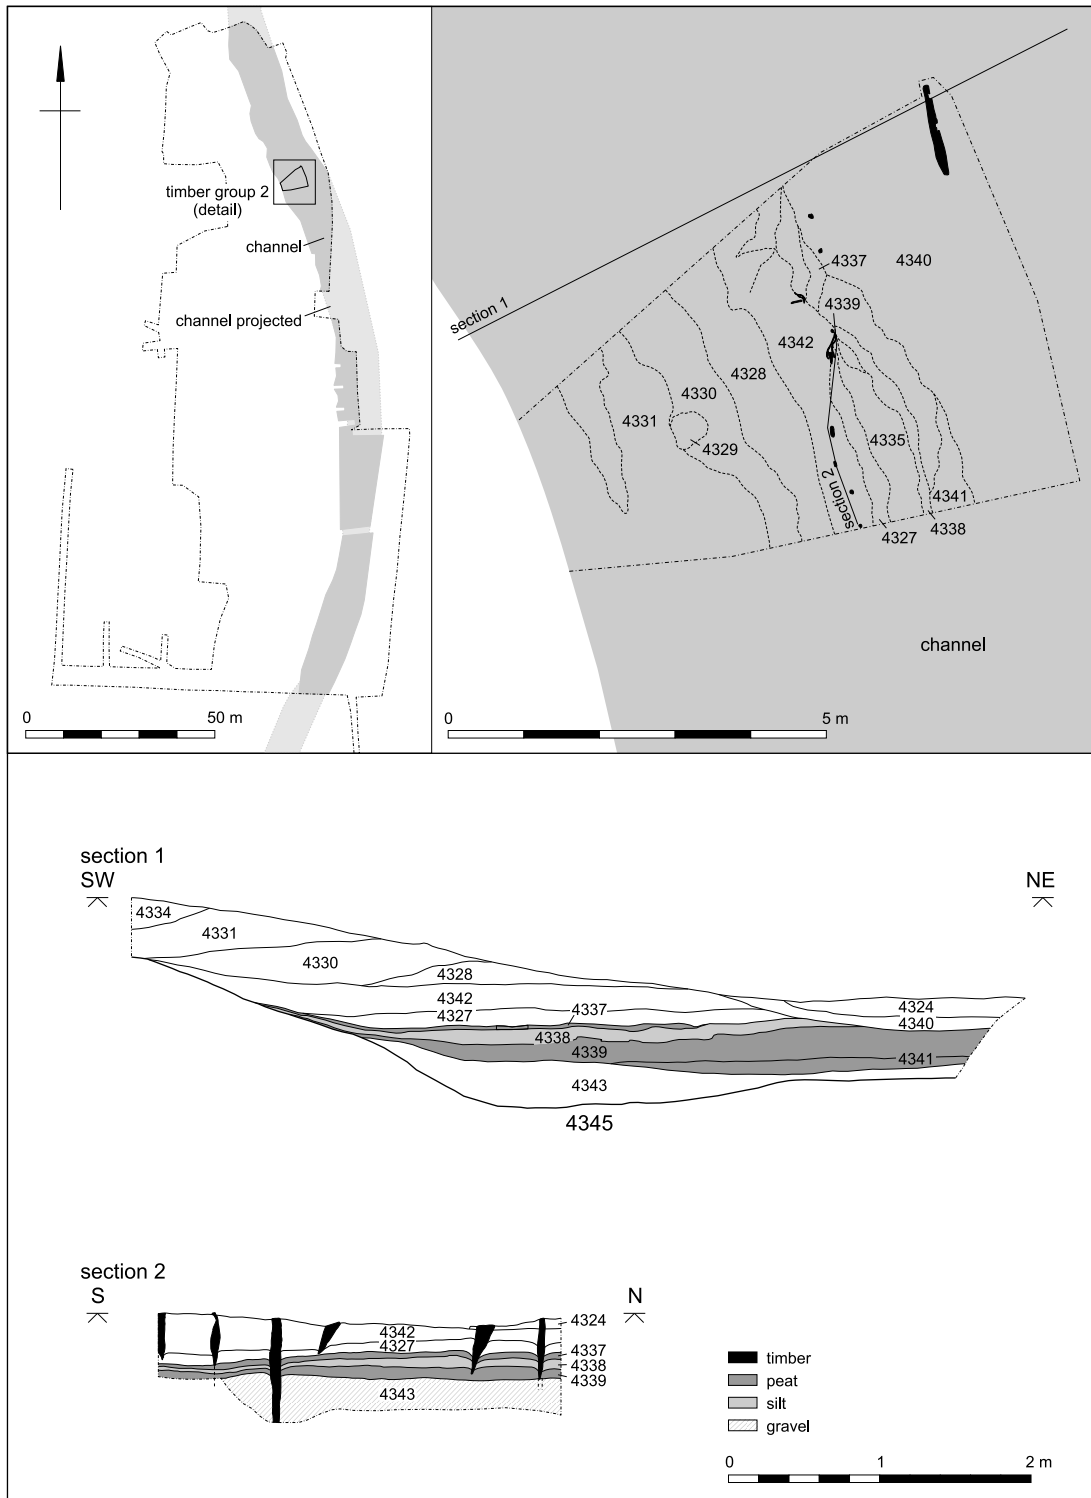 timber group 2
(detail)
channel
channel projected
0
50 m
section 1
4337
4340
4339
4342
4328
4330
4331
4329
4335
section 2
4341
4338
4327
channel
0
5 m
section 1
SW
NE
4334
4331
4330
4328
4342
4327
4337
4324
4340
4338
4339
4341
4343
4345
section 2
S
N
4324
4342
4327
4337
4338
4339
4343
timber
peat
silt
gravel
0
1
2 m